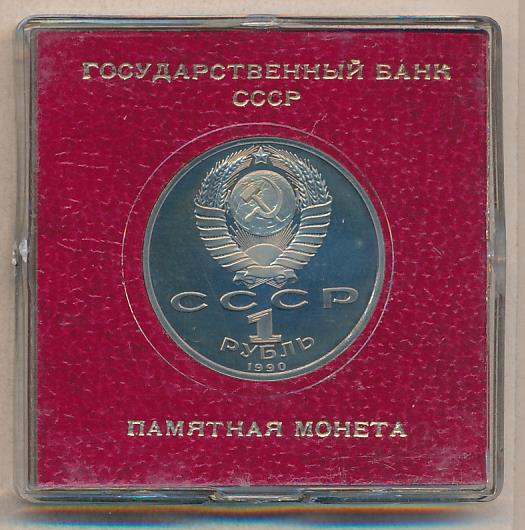 ГОСУДАРСТВЕННЫЙ БАНК
СССР
СССР
1
РУБЛЬ
1990
ПАМЯТНАЯ МОНЕТА